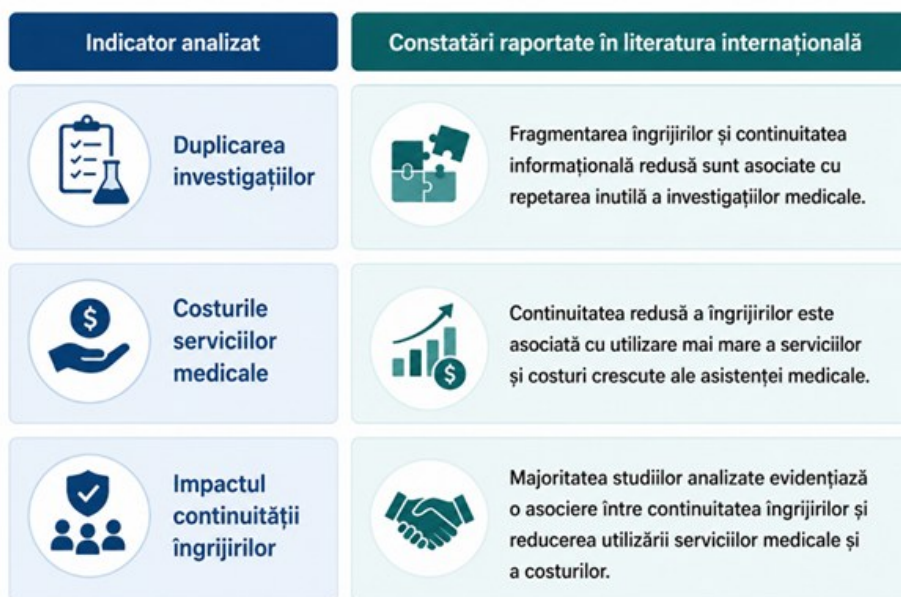 Indicator analizat
Constatări raportate în literatura internațională
Duplicarea
investigațiilor
Fragmentarea îngrijirilor și continuitatea
informațională redusă sunt asociate cu
repetarea inutilă a investigațiilor medicale.
$
Costurile
serviciilor
medicale
$
Continuitatea redusă a îngrijirilor este
asociată cu utilizare mai mare a serviciilor
și costuri crescute ale asistenței medicale.
Impactul
continuității
îngrijirilor
Majoritatea studiilor analizate evidențiază
o asociere între continuitatea îngrijirilor și
reducerea utilizării serviciilor medicale și
a costurilor.